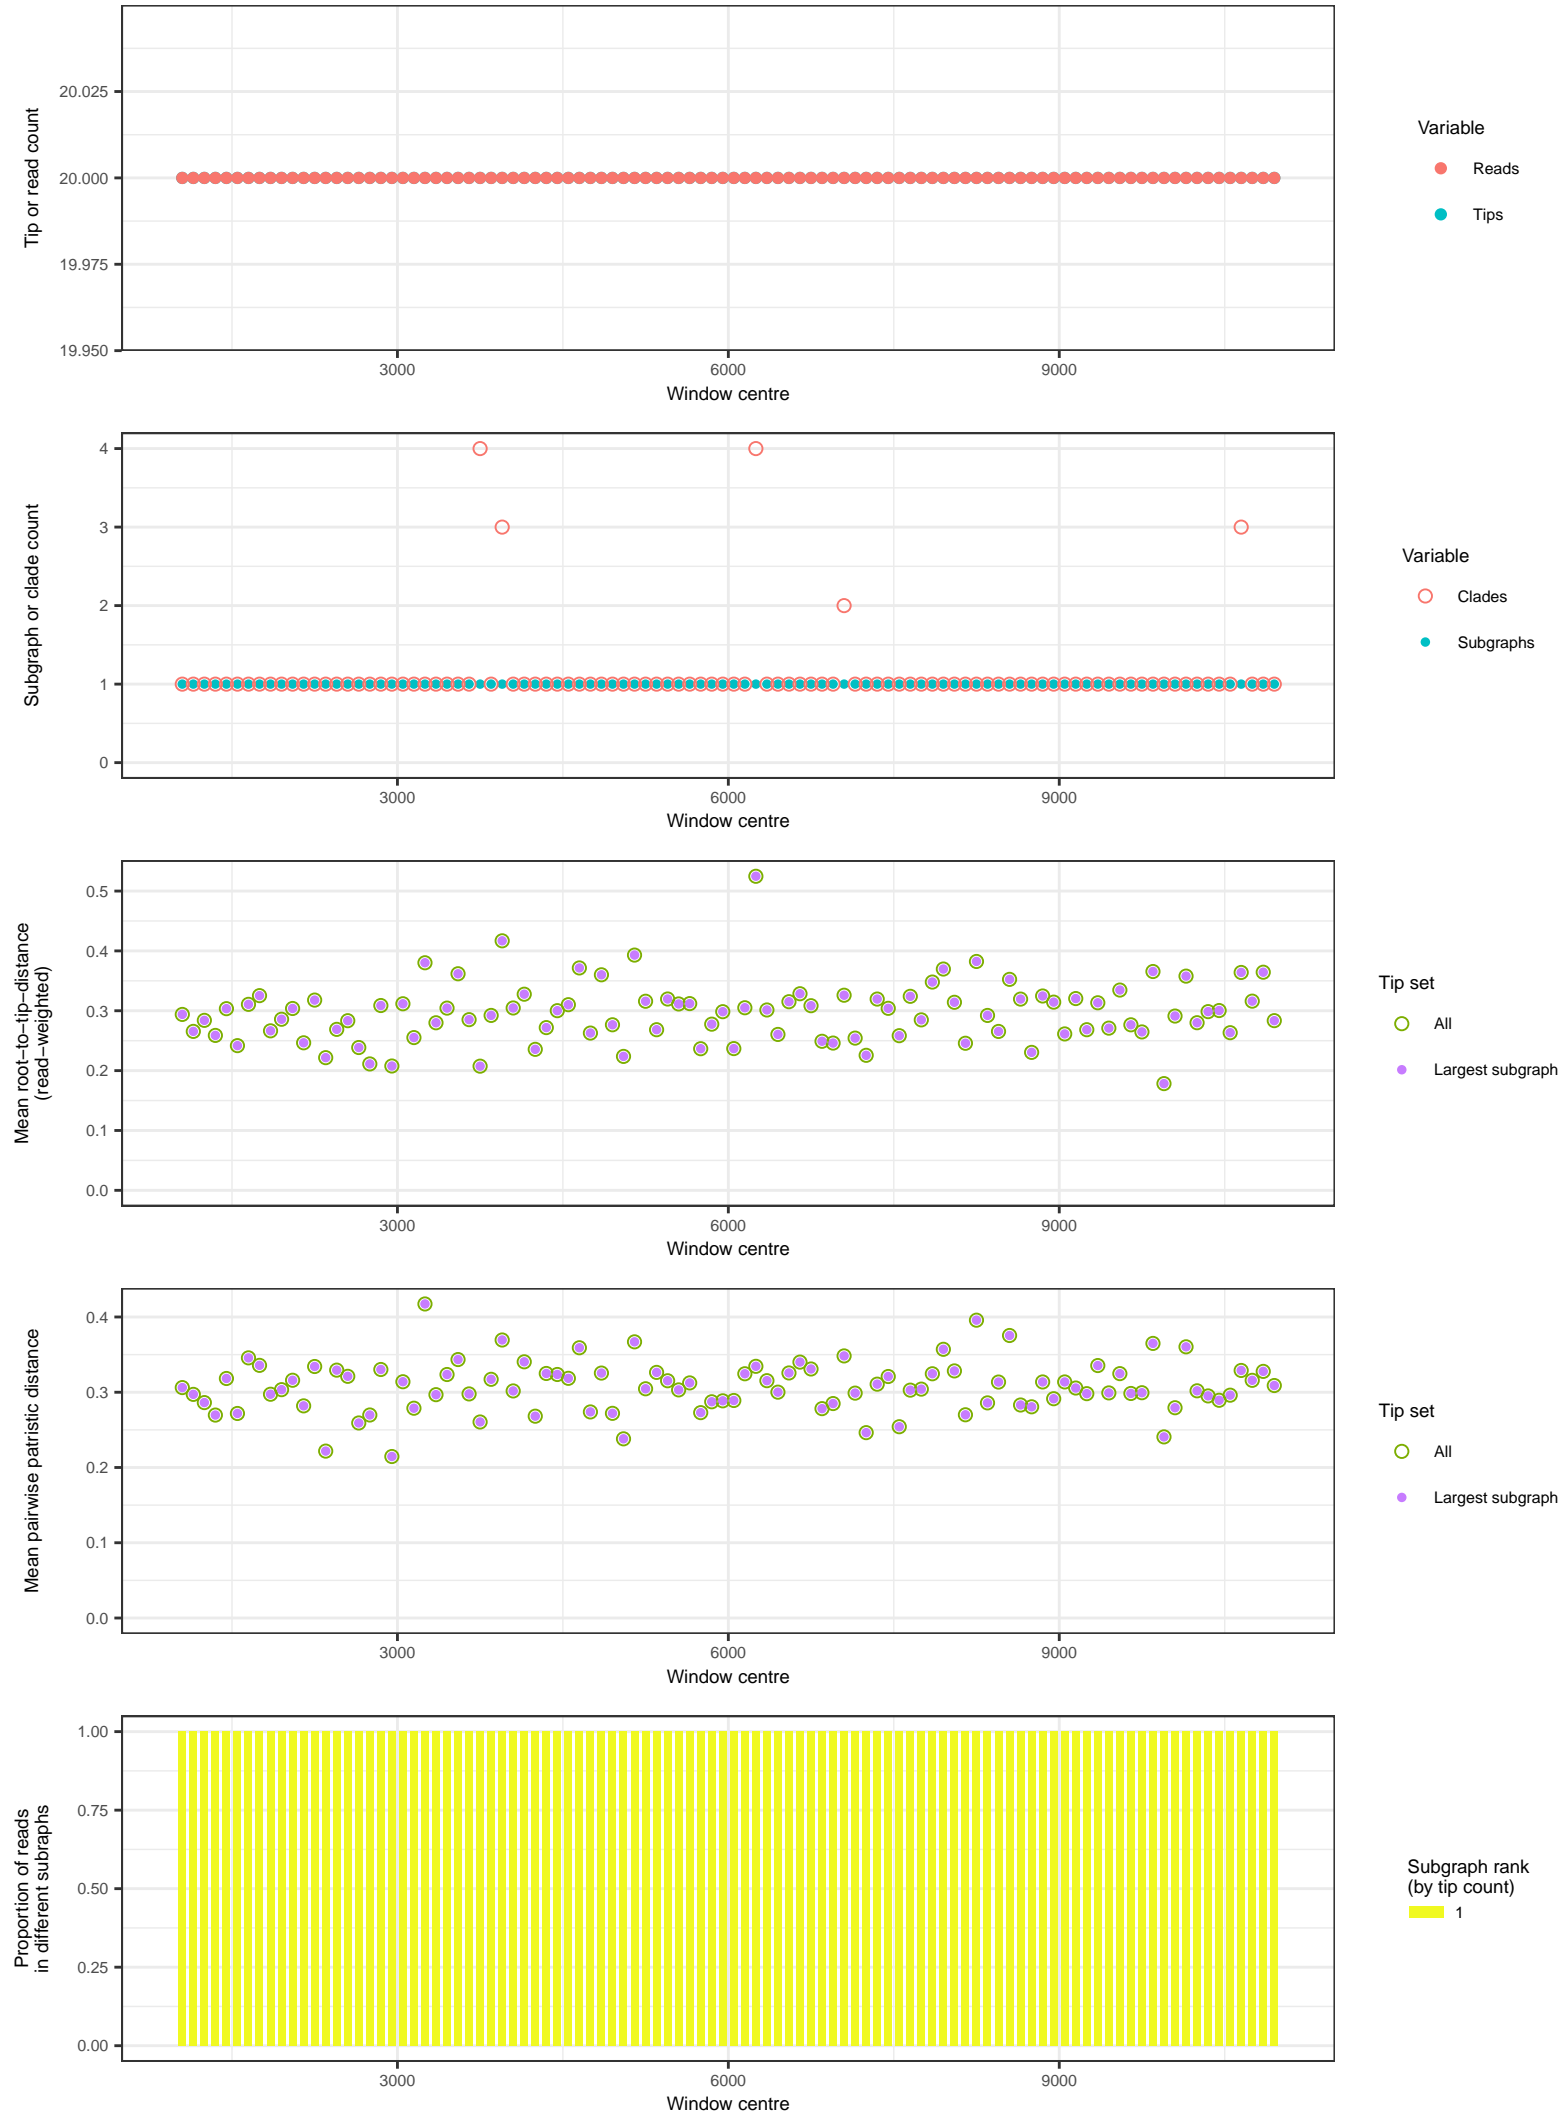 Tip or read count
20.025
20.000
19.975
19.950
3000
6000
9000
Window centre
Variable
Reads
Tips
Subgraph or clade count
4
3
2
1
0
3000
6000
9000
Window centre
Variable
Clades
Subgraphs
Mean root−to−tip−distance
(read−weighted)
0.5
0.4
0.3
0.2
0.1
0.0
3000
6000
9000
Window centre
Tip set
All
Largest subgraph
Mean pairwise patristic distance
0.4
0.3
0.2
0.1
0.0
3000
6000
9000
Window centre
Tip set
All
Largest subgraph
Proportion of reads
in different subraphs
1.00
0.75
0.50
0.25
0.00
3000
6000
9000
Window centre
Subgraph rank
(by tip count)
1